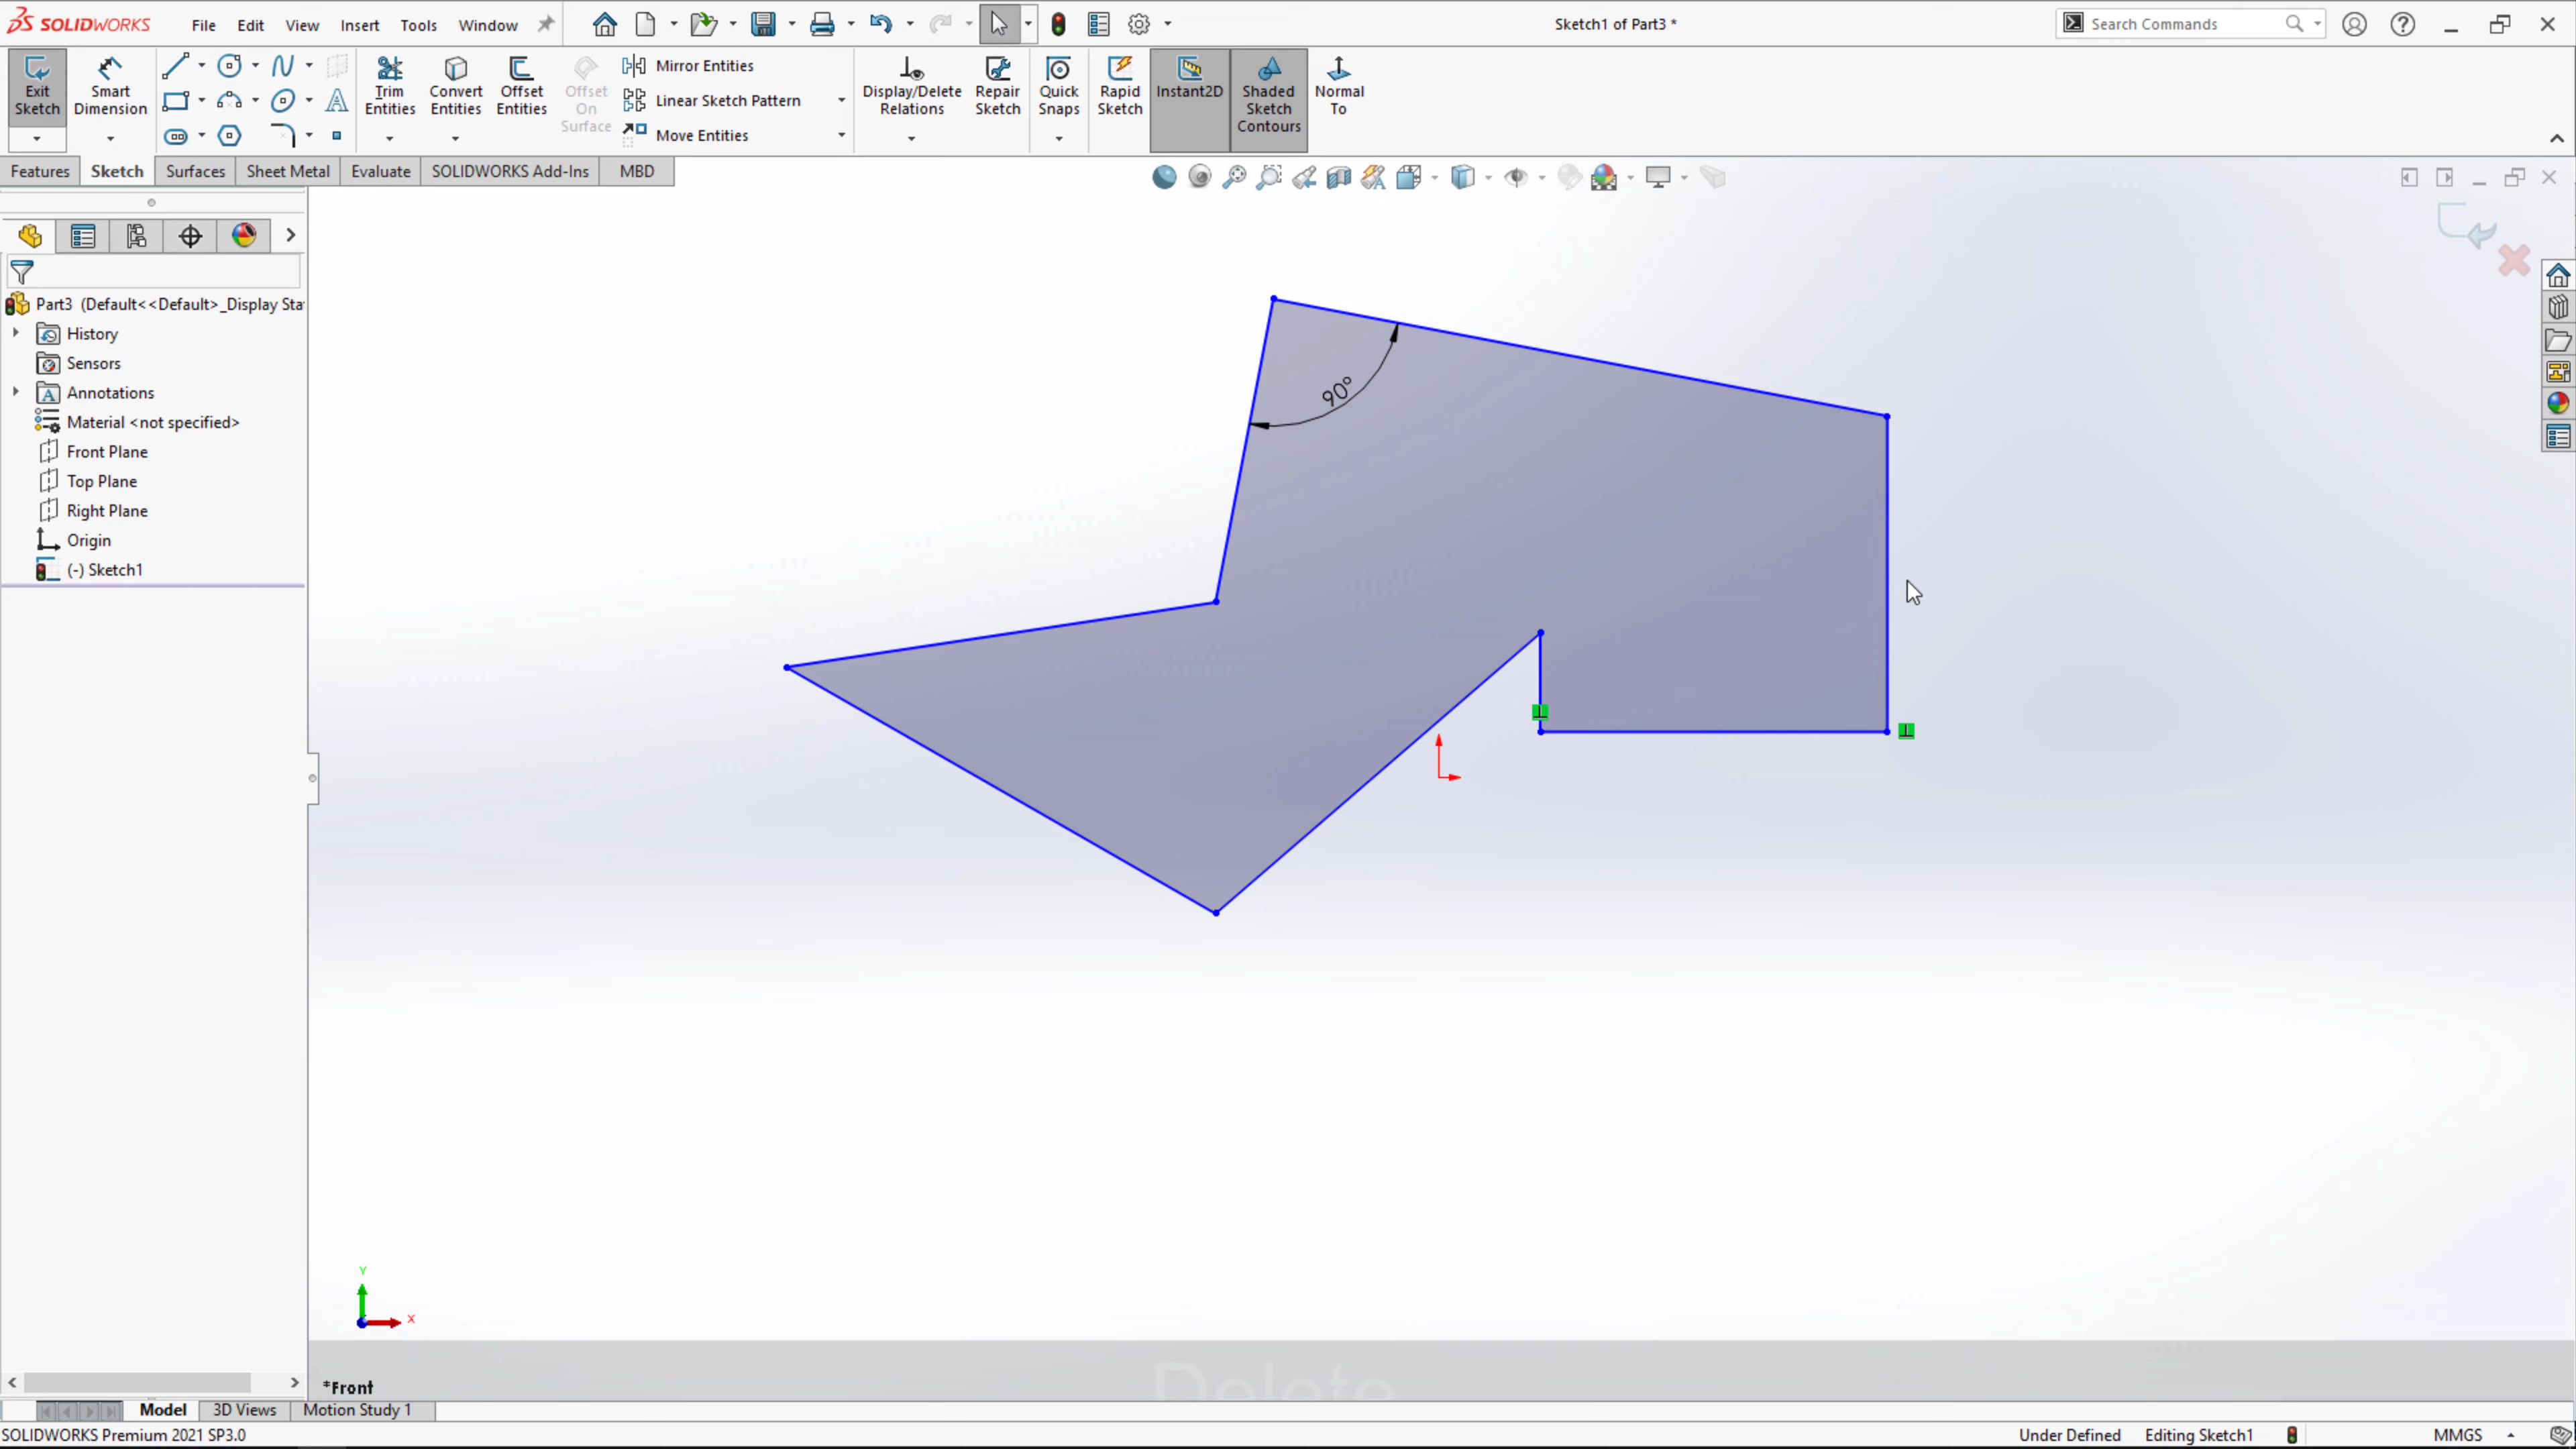 SOLIDWORKS File Edit View Insert Tools Window Sketch1 of Part3 * Search Commands
Exit Sketch
Smart Dimension
Trim Entities
Convert Entities
Offset Entities
Offset On Surface
Mirror Entities
Linear Sketch Pattern
Move Entities
Display/Delete Relations
Repair Sketch
Quick Snaps
Rapid Sketch
Instant2D
Shaded Sketch Contours
Normal To
Features Sketch Surfaces Sheet Metal Evaluate SOLIDWORKS Add-Ins MBD
Part3 (Default<<Default>_Display Sta
History
Sensors
Annotations
Material <not specified>
Front Plane
Top Plane
Right Plane
Origin
(-) Sketch1
90°
Y
X
Delete
*Front
Model 3D Views Motion Study 1
SOLIDWORKS Premium 2021 SP3.0 Under Defined Editing Sketch1 MMGS